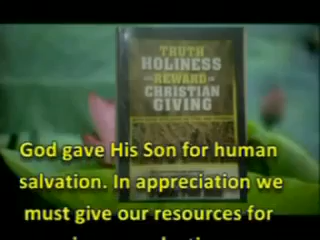 TRUTH
HOLINESS
REWARD
CHRISTIAN
GIVING
God gave His Son for human
salvation. In appreciation we
must give our resources for